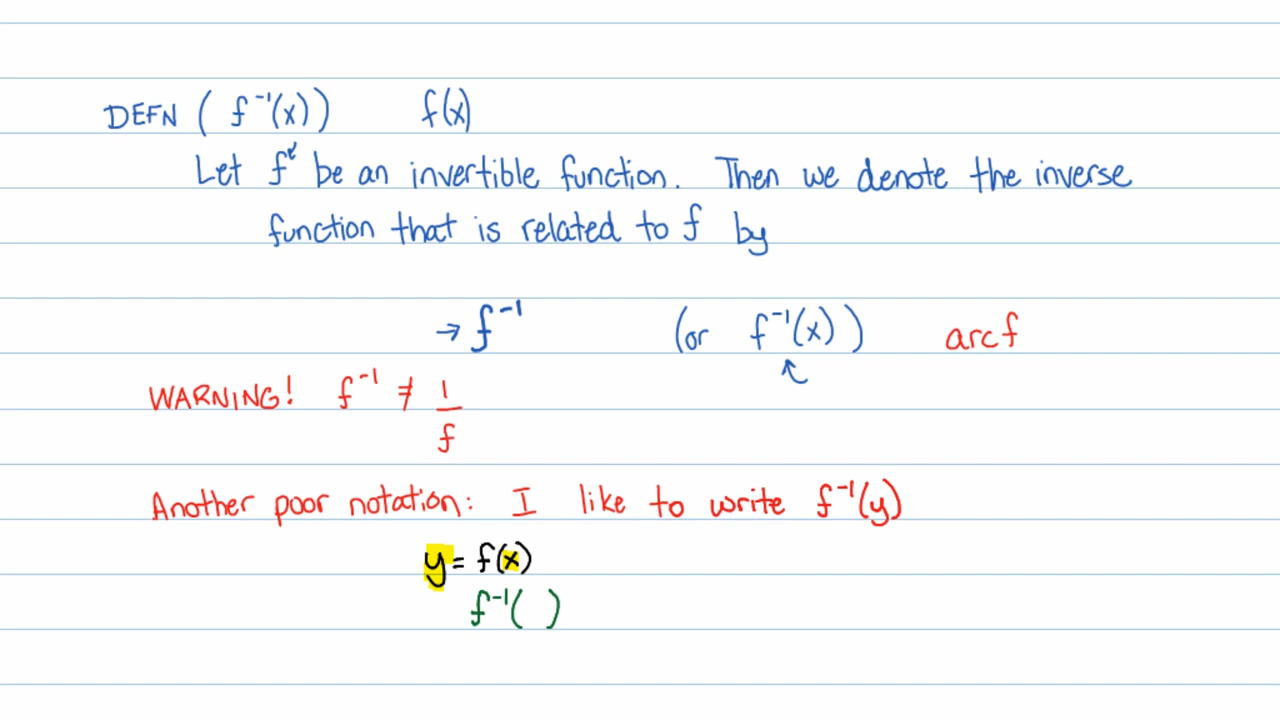 DEFN ( f⁻¹(x)) f(x)
Let f be an invertible function. Then we denote the inverse
function that is related to f by
→ f⁻¹ (or f⁻¹(x)) arcf
WARNING! f⁻¹ ≠ 1/f
Another poor notation: I like to write f⁻¹(y)
y = f(x)
f⁻¹( )